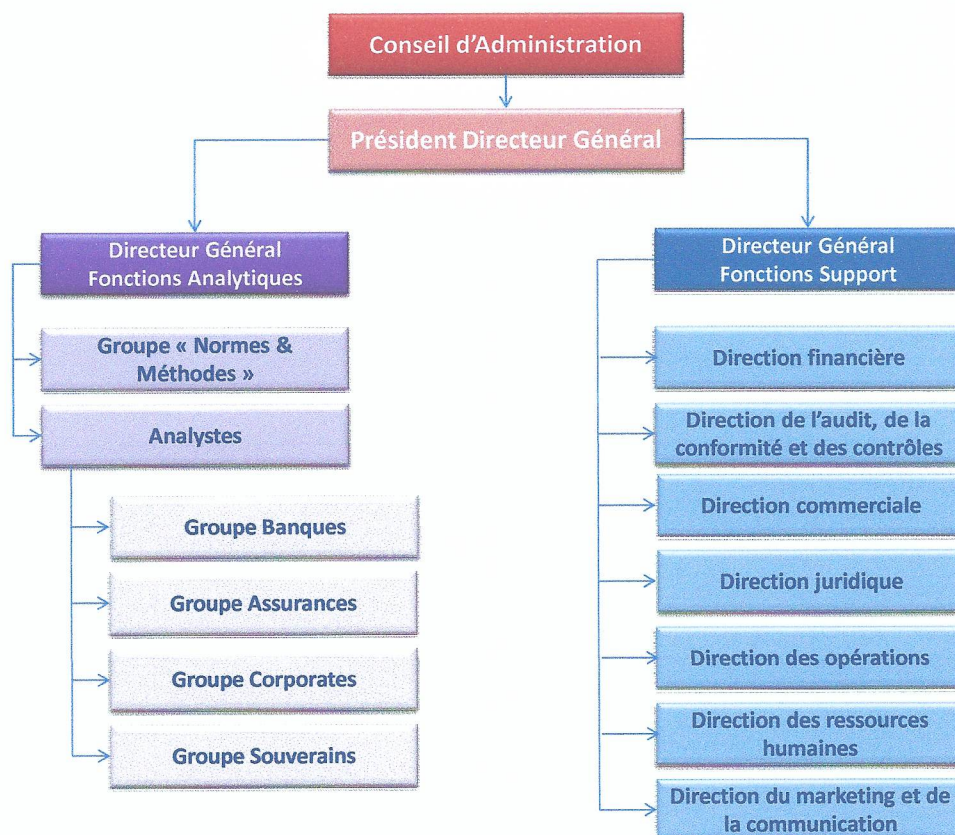 Conseil d'Administration
Président Directeur Général
Directeur Général
Fonctions Analytiques
Groupe « Normes &
Méthodes »
Analystes
Groupe Banques
Groupe Assurances
Groupe Corporates
Groupe Souverains
Directeur Général
Fonctions Support
Direction financière
Direction de l'audit, de la
conformité et des contrôles
Direction commerciale
Direction juridique
Direction des opérations
Direction des ressources
humaines
Direction du marketing et de
la communication